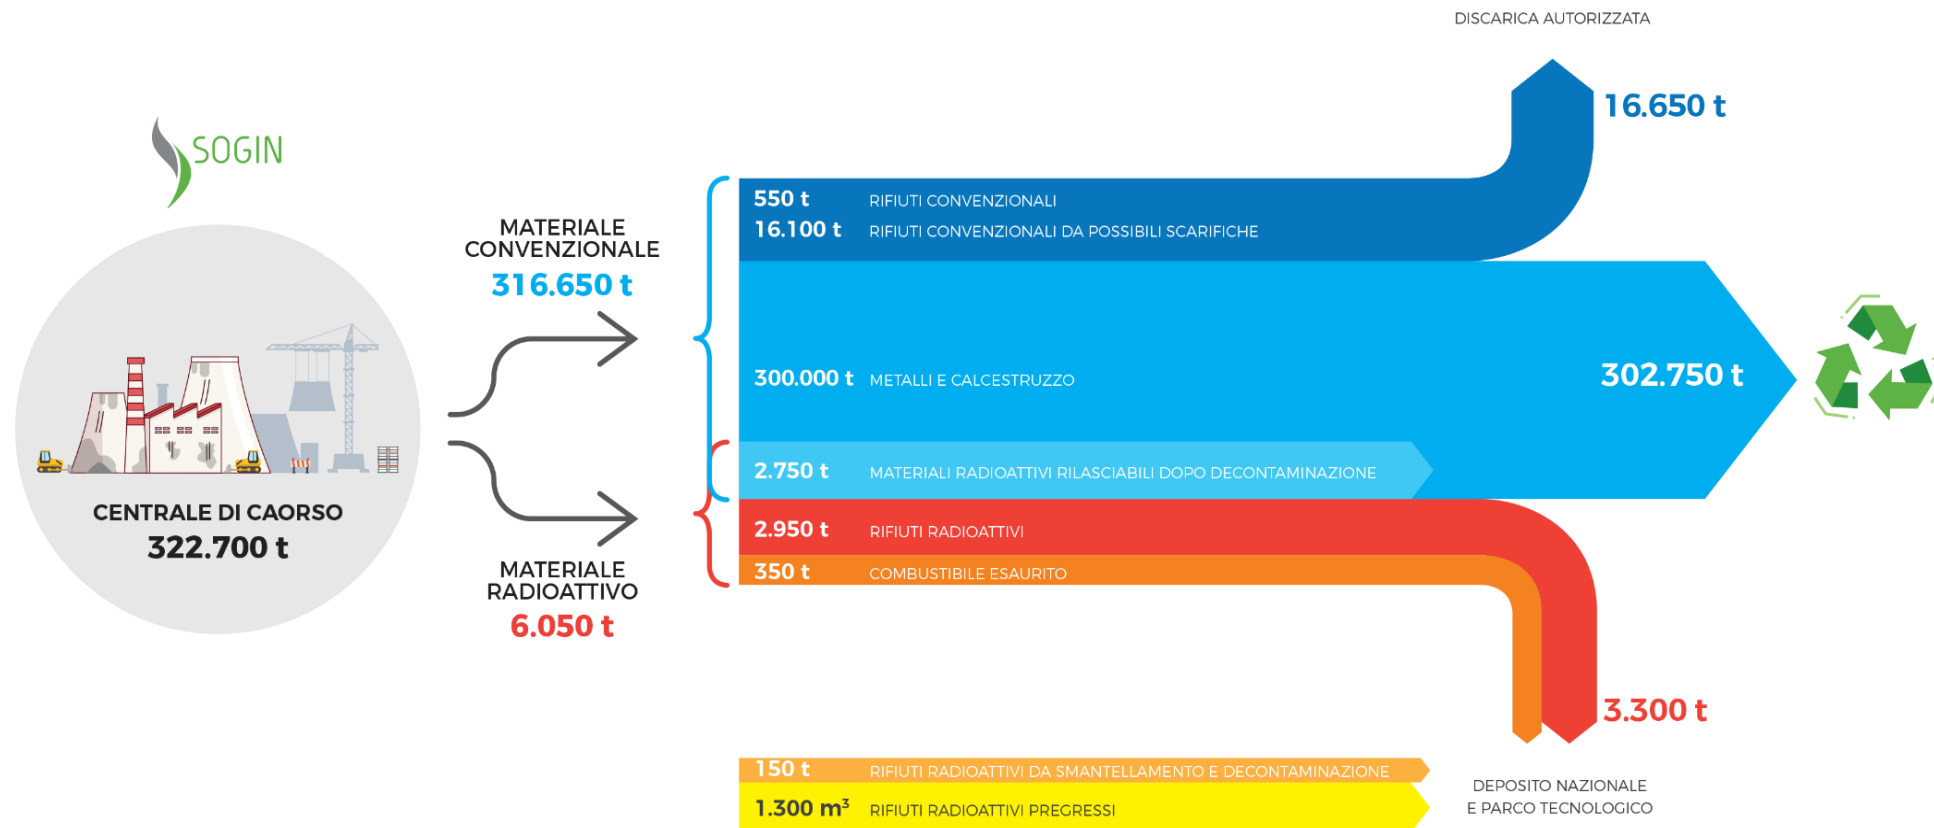 DISCARICA AUTORIZZATA
16.650 t
SOGIN
550 t RIFIUTI CONVENZIONALI
16.100 t RIFIUTI CONVENZIONALI DA POSSIBILI SCARIFICHE
MATERIALE
CONVENZIONALE
316.650 t
300.000 t METALLI E CALCESTRUZZO
302.750 t
2.750 t MATERIALI RADIOATTIVI RILASCIABILI DOPO DECONTAMINAZIONE
CENTRALE DI CAORSO
322.700 t
2.950 t RIFIUTI RADIOATTIVI
350 t COMBUSTIBILE ESAURITO
MATERIALE
RADIOATTIVO
6.050 t
3.300 t
150 t RIFIUTI RADIOATTIVI DA SMANTELLAMENTO E DECONTAMINAZIONE
1.300 m³ RIFIUTI RADIOATTIVI PREGRESSI
DEPOSITO NAZIONALE
E PARCO TECNOLOGICO